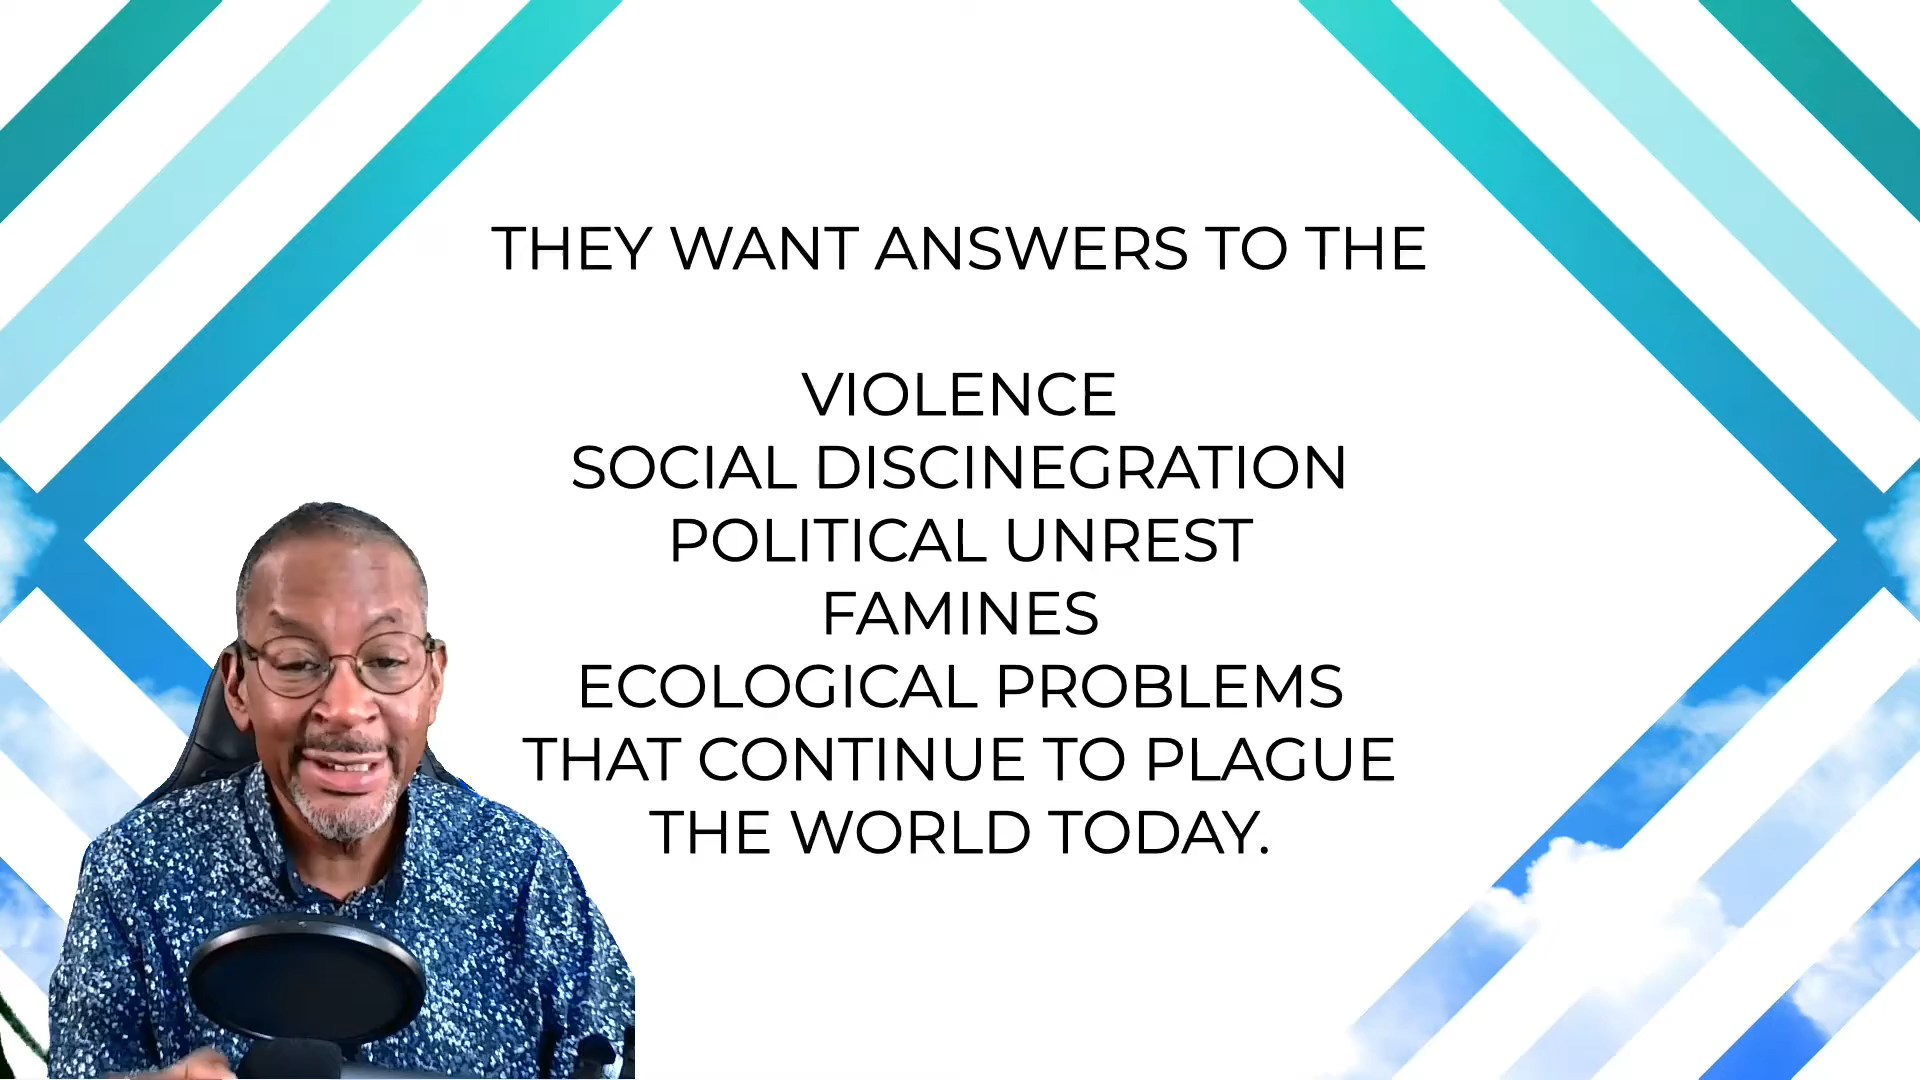 THEY WANT ANSWERS TO THE
VIOLENCE
SOCIAL DISCINEGRATION
POLITICAL UNREST
FAMINES
ECOLOGICAL PROBLEMS
THAT CONTINUE TO PLAGUE
THE WORLD TODAY.